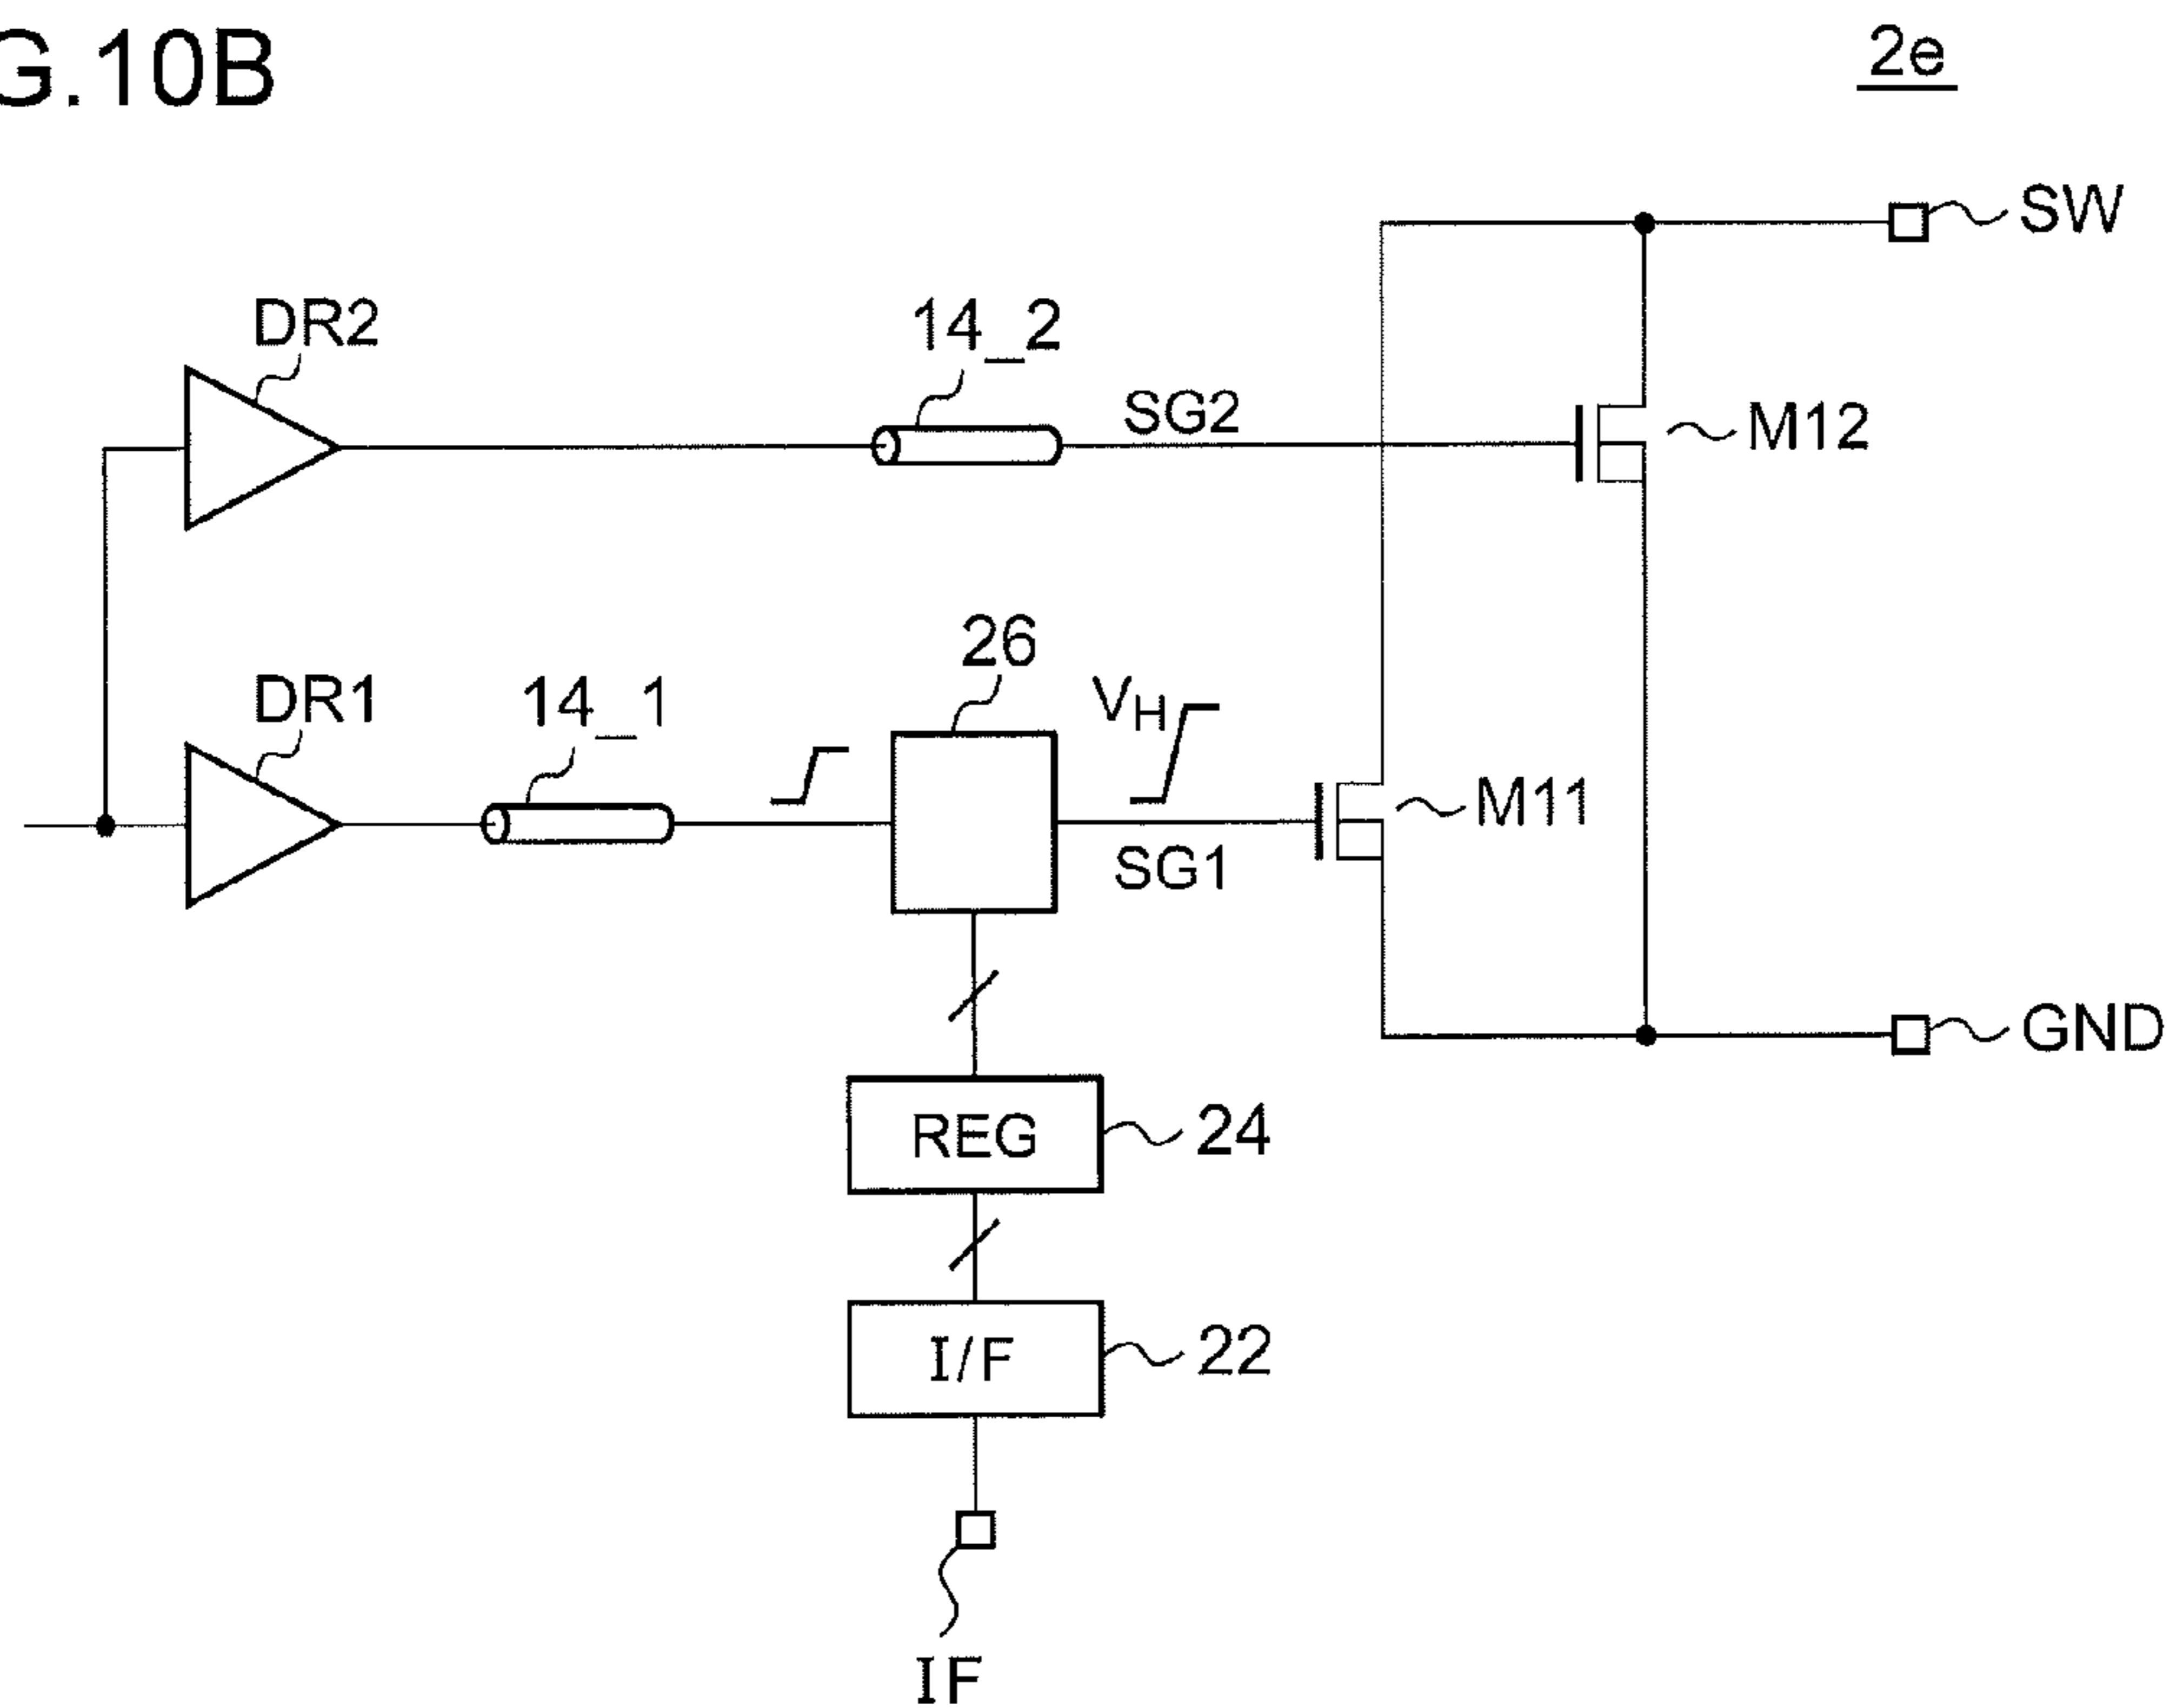 G.10B
2e
SW
DR2
14_2
SG2
M12
26
DR1
14_1
VH
M11
SG1
GND
REG
24
I/F
22
IF